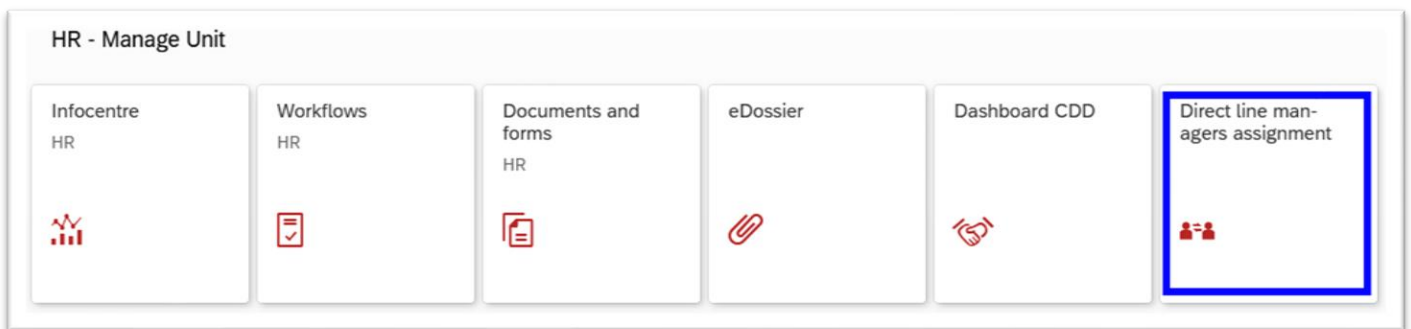 HR - Manage Unit
Infocentre
HR
Workflows
HR
Documents and
forms
HR
eDossier
Dashboard CDD
Direct line man-
agers assignment